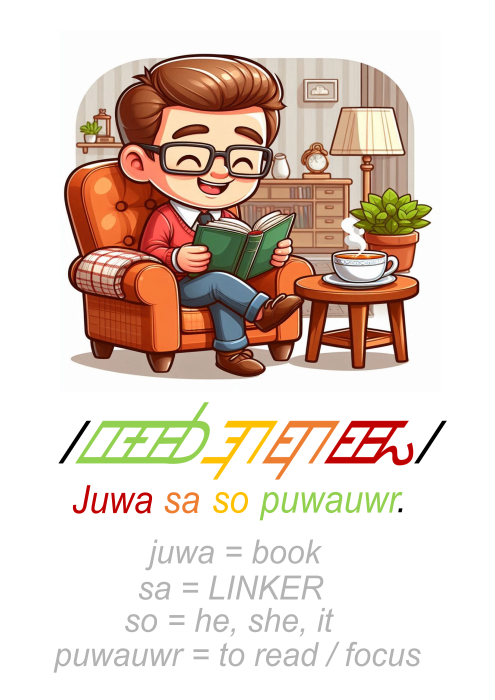 Juwa sa so puwauwr.
juwa = book
sa = LINKER
so = he, she, it
puwauwr = to read / focus